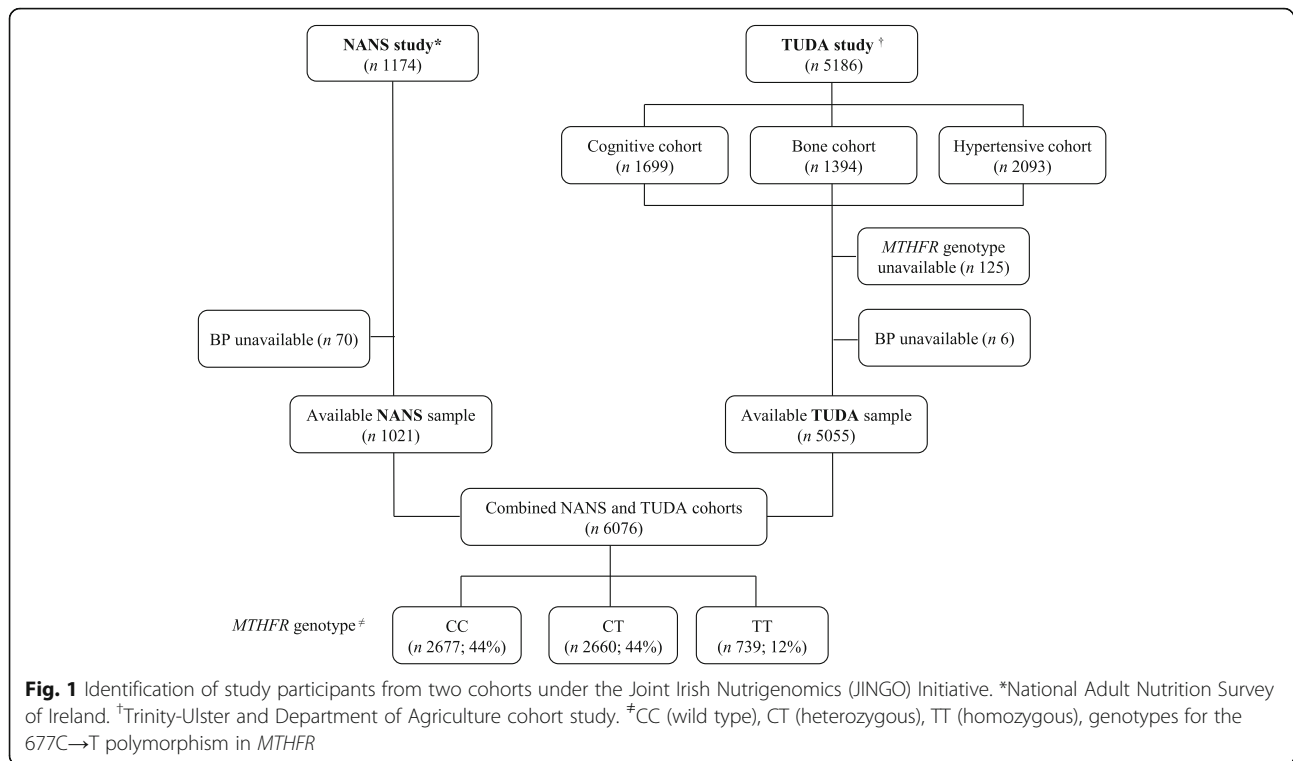 NANS study*
(n 1174)
TUDA study †
(n 5186)
Cognitive cohort
(n 1699)
Bone cohort
(n 1394)
Hypertensive cohort
(n 2093)
MTHFR genotype
unavailable (n 125)
BP unavailable (n 70)
BP unavailable (n 6)
Available NANS sample
(n 1021)
Available TUDA sample
(n 5055)
Combined NANS and TUDA cohorts
(n 6076)
MTHFR genotype ≠
CC
(n 2677; 44%)
CT
(n 2660; 44%)
TT
(n 739; 12%)
Fig. 1 Identification of study participants from two cohorts under the Joint Irish Nutrigenomics (JINGO) Initiative. *National Adult Nutrition Survey
of Ireland. †Trinity-Ulster and Department of Agriculture cohort study. ‡CC (wild type), CT (heterozygous), TT (homozygous), genotypes for the
677C→T polymorphism in MTHFR